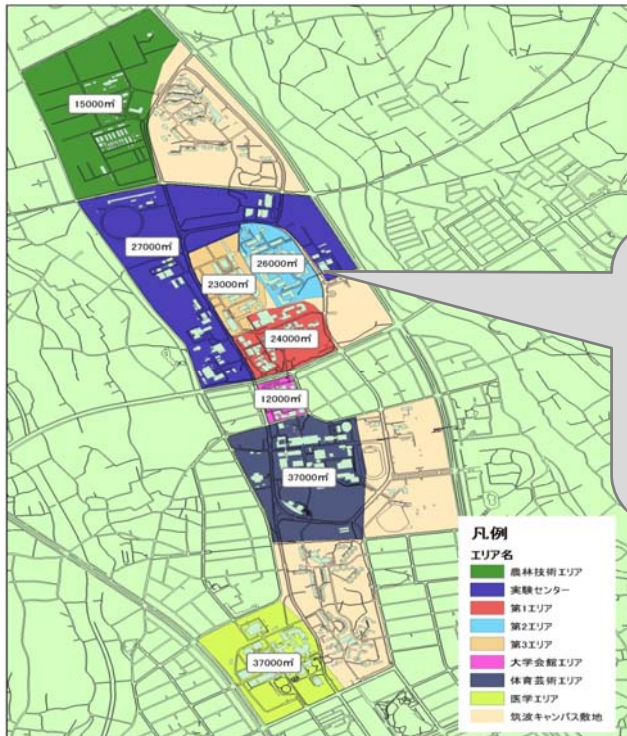 15000㎡
27000㎡
26000㎡
23000㎡
24000㎡
12000㎡
37000㎡
37000㎡
凡例
エリア名
農林技術エリア
実験センター
第1エリア
第2エリア
第3エリア
大学会館エリア
体育芸術エリア
医学エリア
筑波キャンパス敷地